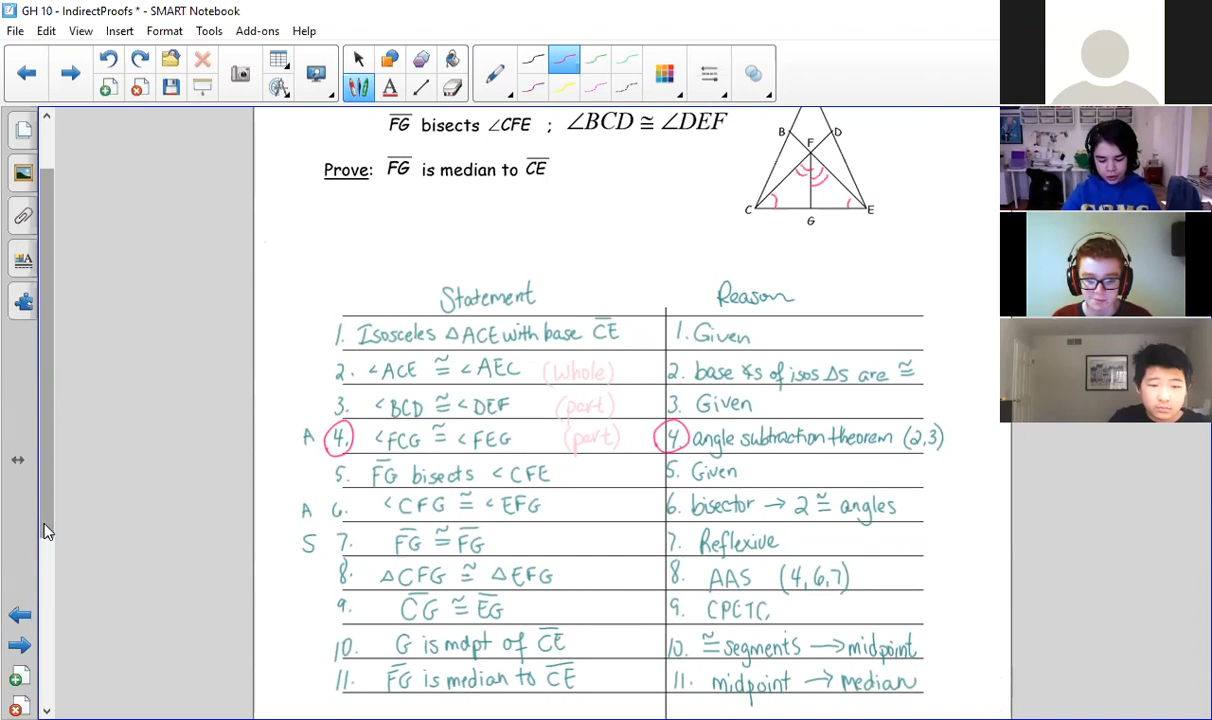 GH 10 - IndirectProofs * - SMART Notebook
File Edit View Insert Format Tools Add-ons Help
FG bisects ∠CFE ; ∠BCD ≅ ∠DEF
Prove: FG is median to CE
B D
F
C E
G
Statement Reason
1. Isosceles △ACE with base CE 1. Given
2. ∠ACE ≅ ∠AEC (whole) 2. base ∡s of isos △s are ≅
3. ∠BCD ≅ ∠DEF (part) 3. Given
A 4. ∠FCG ≅ ∠FEG (part) 4. angle subtraction theorem (2,3)
5. FG bisects ∠CFE 5. Given
A 6. ∠CFG ≅ ∠EFG 6. bisector → 2 ≅ angles
S 7. FG ≅ FG 7. Reflexive
8. △CFG ≅ △EFG 8. AAS (4,6,7)
9. CG ≅ EG 9. CPCTC
10. G is mdpt of CE 10. ≅ segments → midpoint
11. FG is median to CE 11. midpoint → median